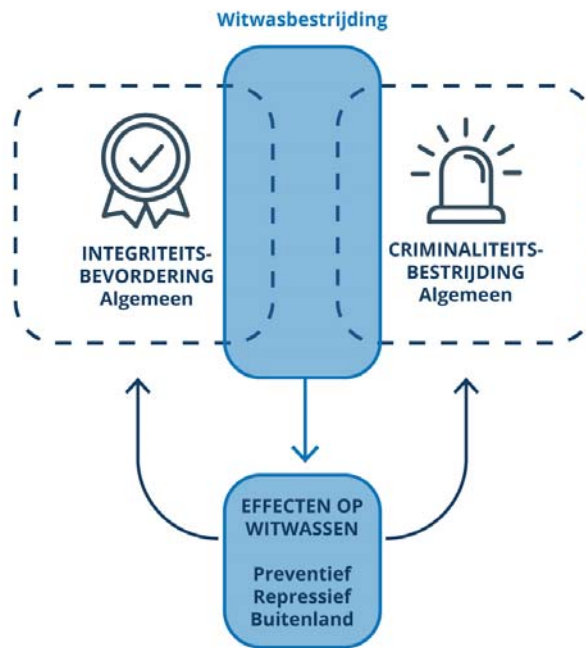 Witwasbestrijding
INTEGRITEITS-
BEVORDERING
Algemeen
CRIMINALITEITS-
BESTRIJDING
Algemeen
EFFECTEN OP
WITWASSEN
Preventief
Repressief
Buitenland